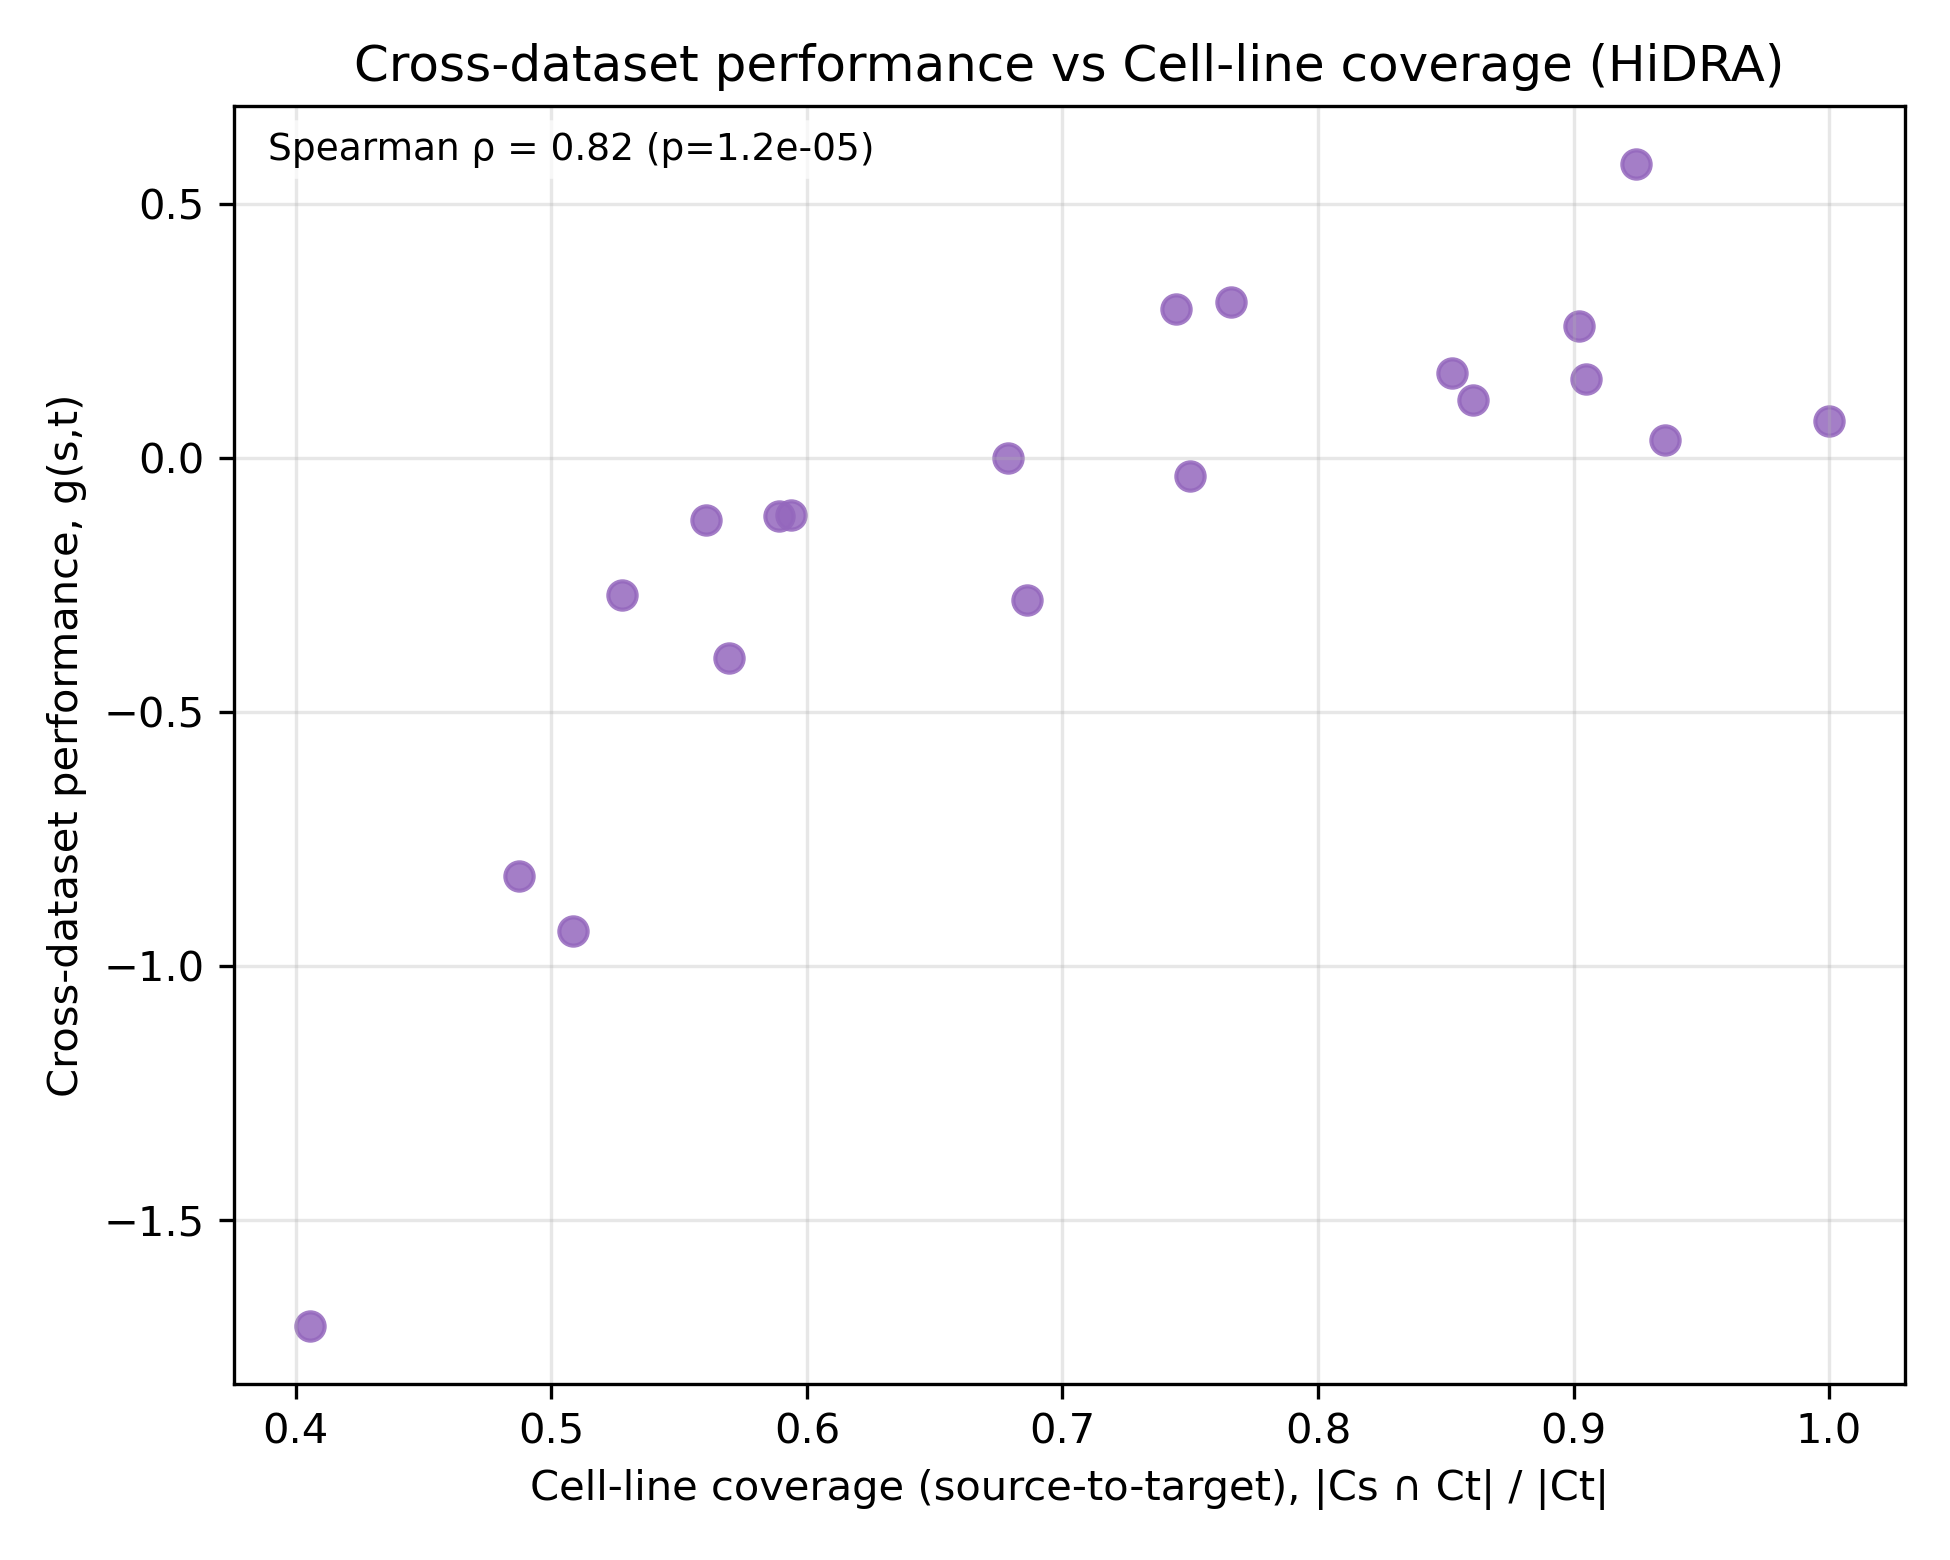 Cross-dataset performance vs Cell-line coverage (HiDRA)
Spearman ρ = 0.82 (p=1.2e-05)
Cross-dataset performance, g(s,t)
0.5
0.0
−0.5
−1.0
−1.5
0.4 0.5 0.6 0.7 0.8 0.9 1.0
Cell-line coverage (source-to-target), |Cs ∩ Ct| / |Ct|